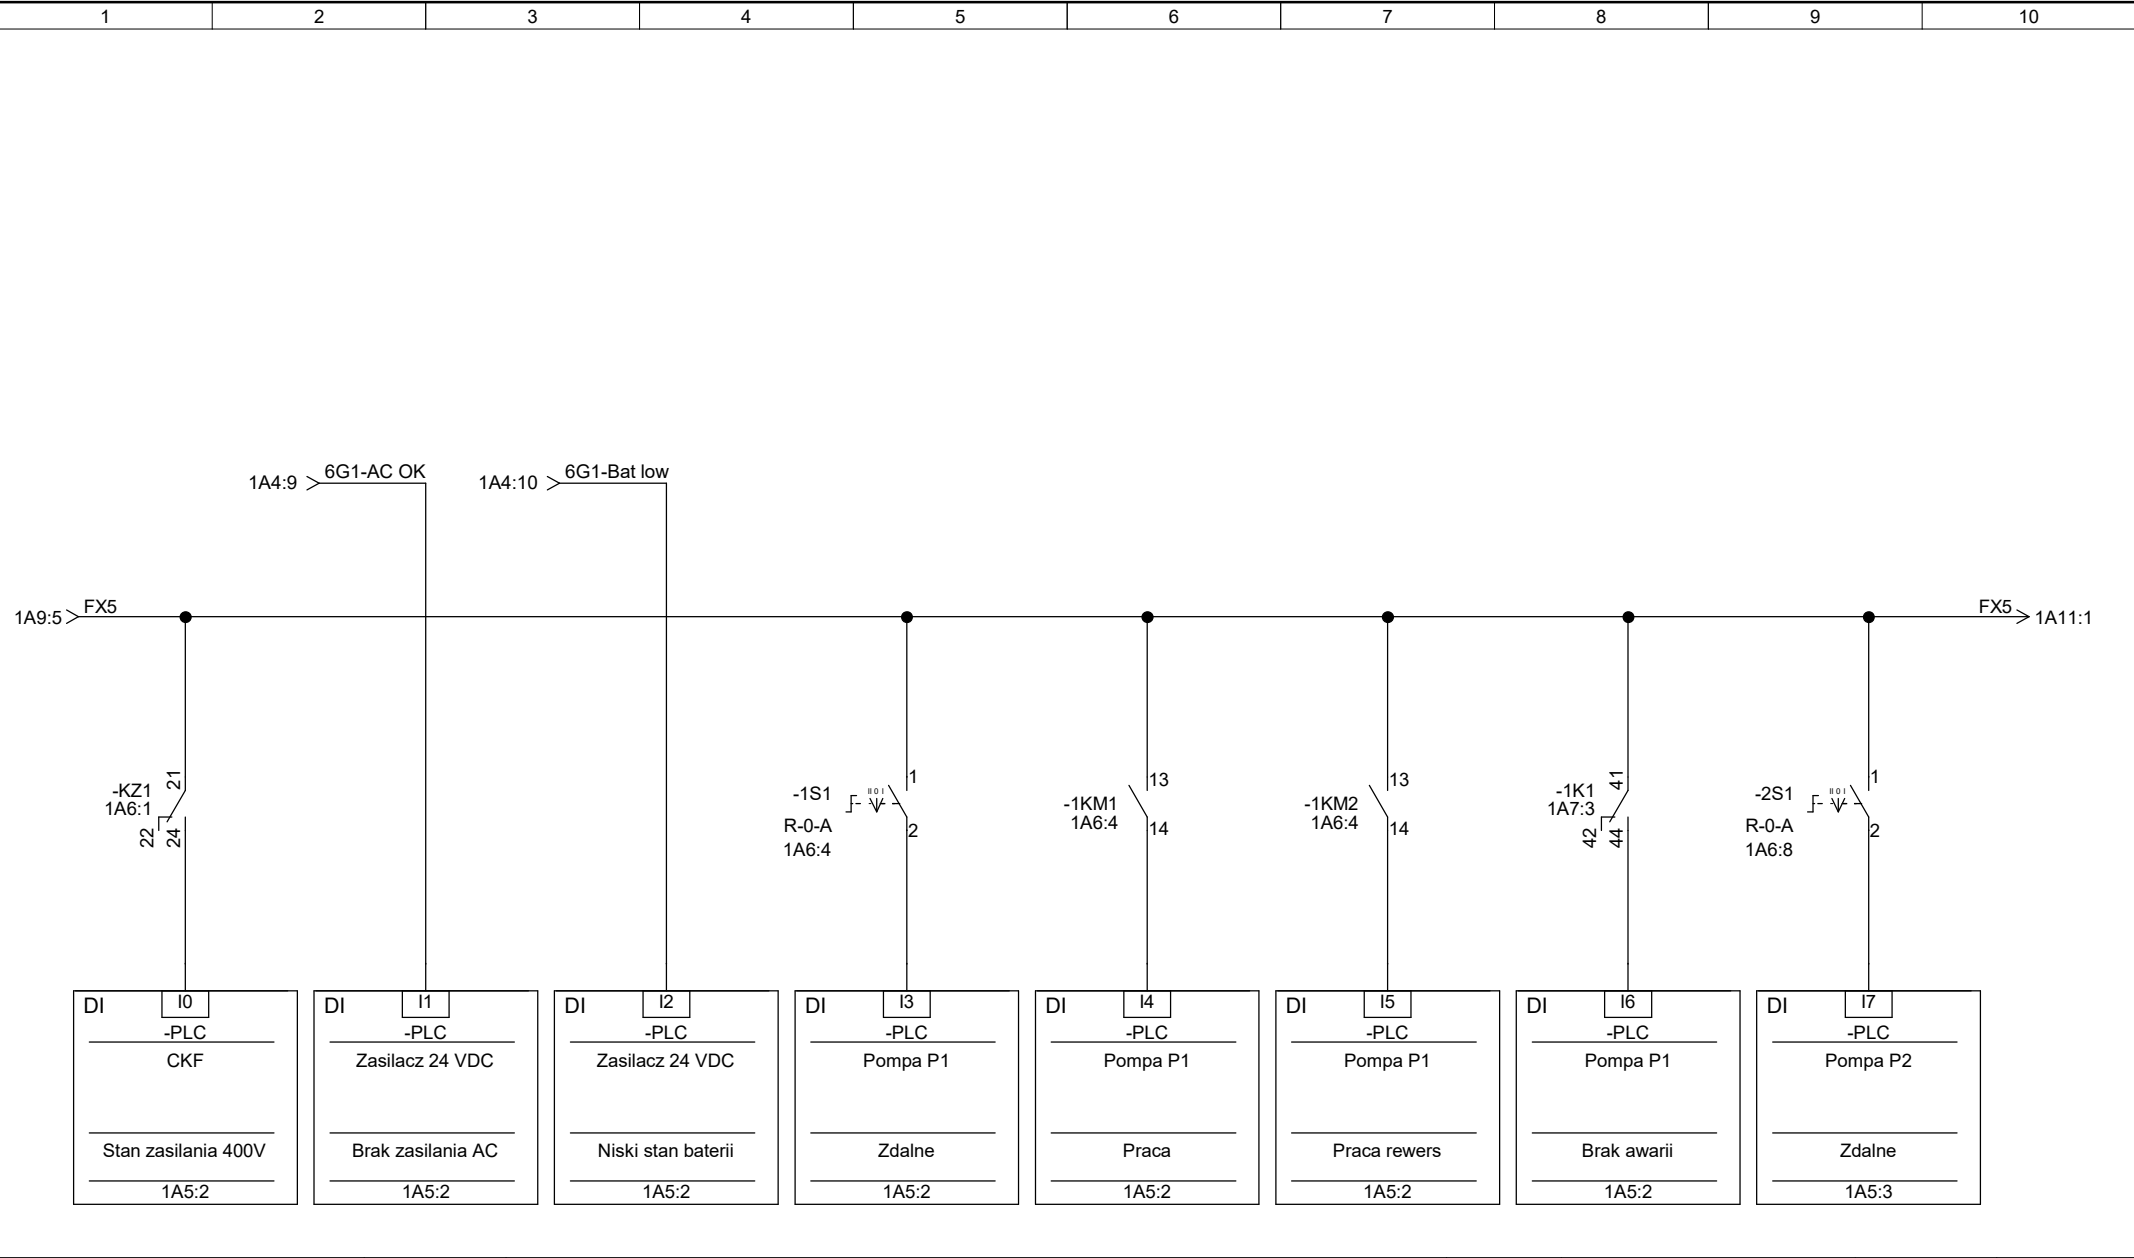 1 2 3 4 5 6 7 8 9 10
1A4:9 6G1-AC OK
1A4:10 6G1-Bat low
1A9:5 FX5
FX5 1A11:1
-KZ1
1A6:1
21
22 24
-1S1
II 0 I
R-0-A
1A6:4
1
2
-1KM1
1A6:4
13
14
-1KM2
1A6:4
13
14
-1K1
1A7:3
41
42 44
-2S1
II 0 I
R-0-A
1A6:8
1
2
DI I0
-PLC
CKF
Stan zasilania 400V
1A5:2
DI I1
-PLC
Zasilacz 24 VDC
Brak zasilania AC
1A5:2
DI I2
-PLC
Zasilacz 24 VDC
Niski stan baterii
1A5:2
DI I3
-PLC
Pompa P1
Zdalne
1A5:2
DI I4
-PLC
Pompa P1
Praca
1A5:2
DI I5
-PLC
Pompa P1
Praca rewers
1A5:2
DI I6
-PLC
Pompa P1
Brak awarii
1A5:2
DI I7
-PLC
Pompa P2
Zdalne
1A5:3